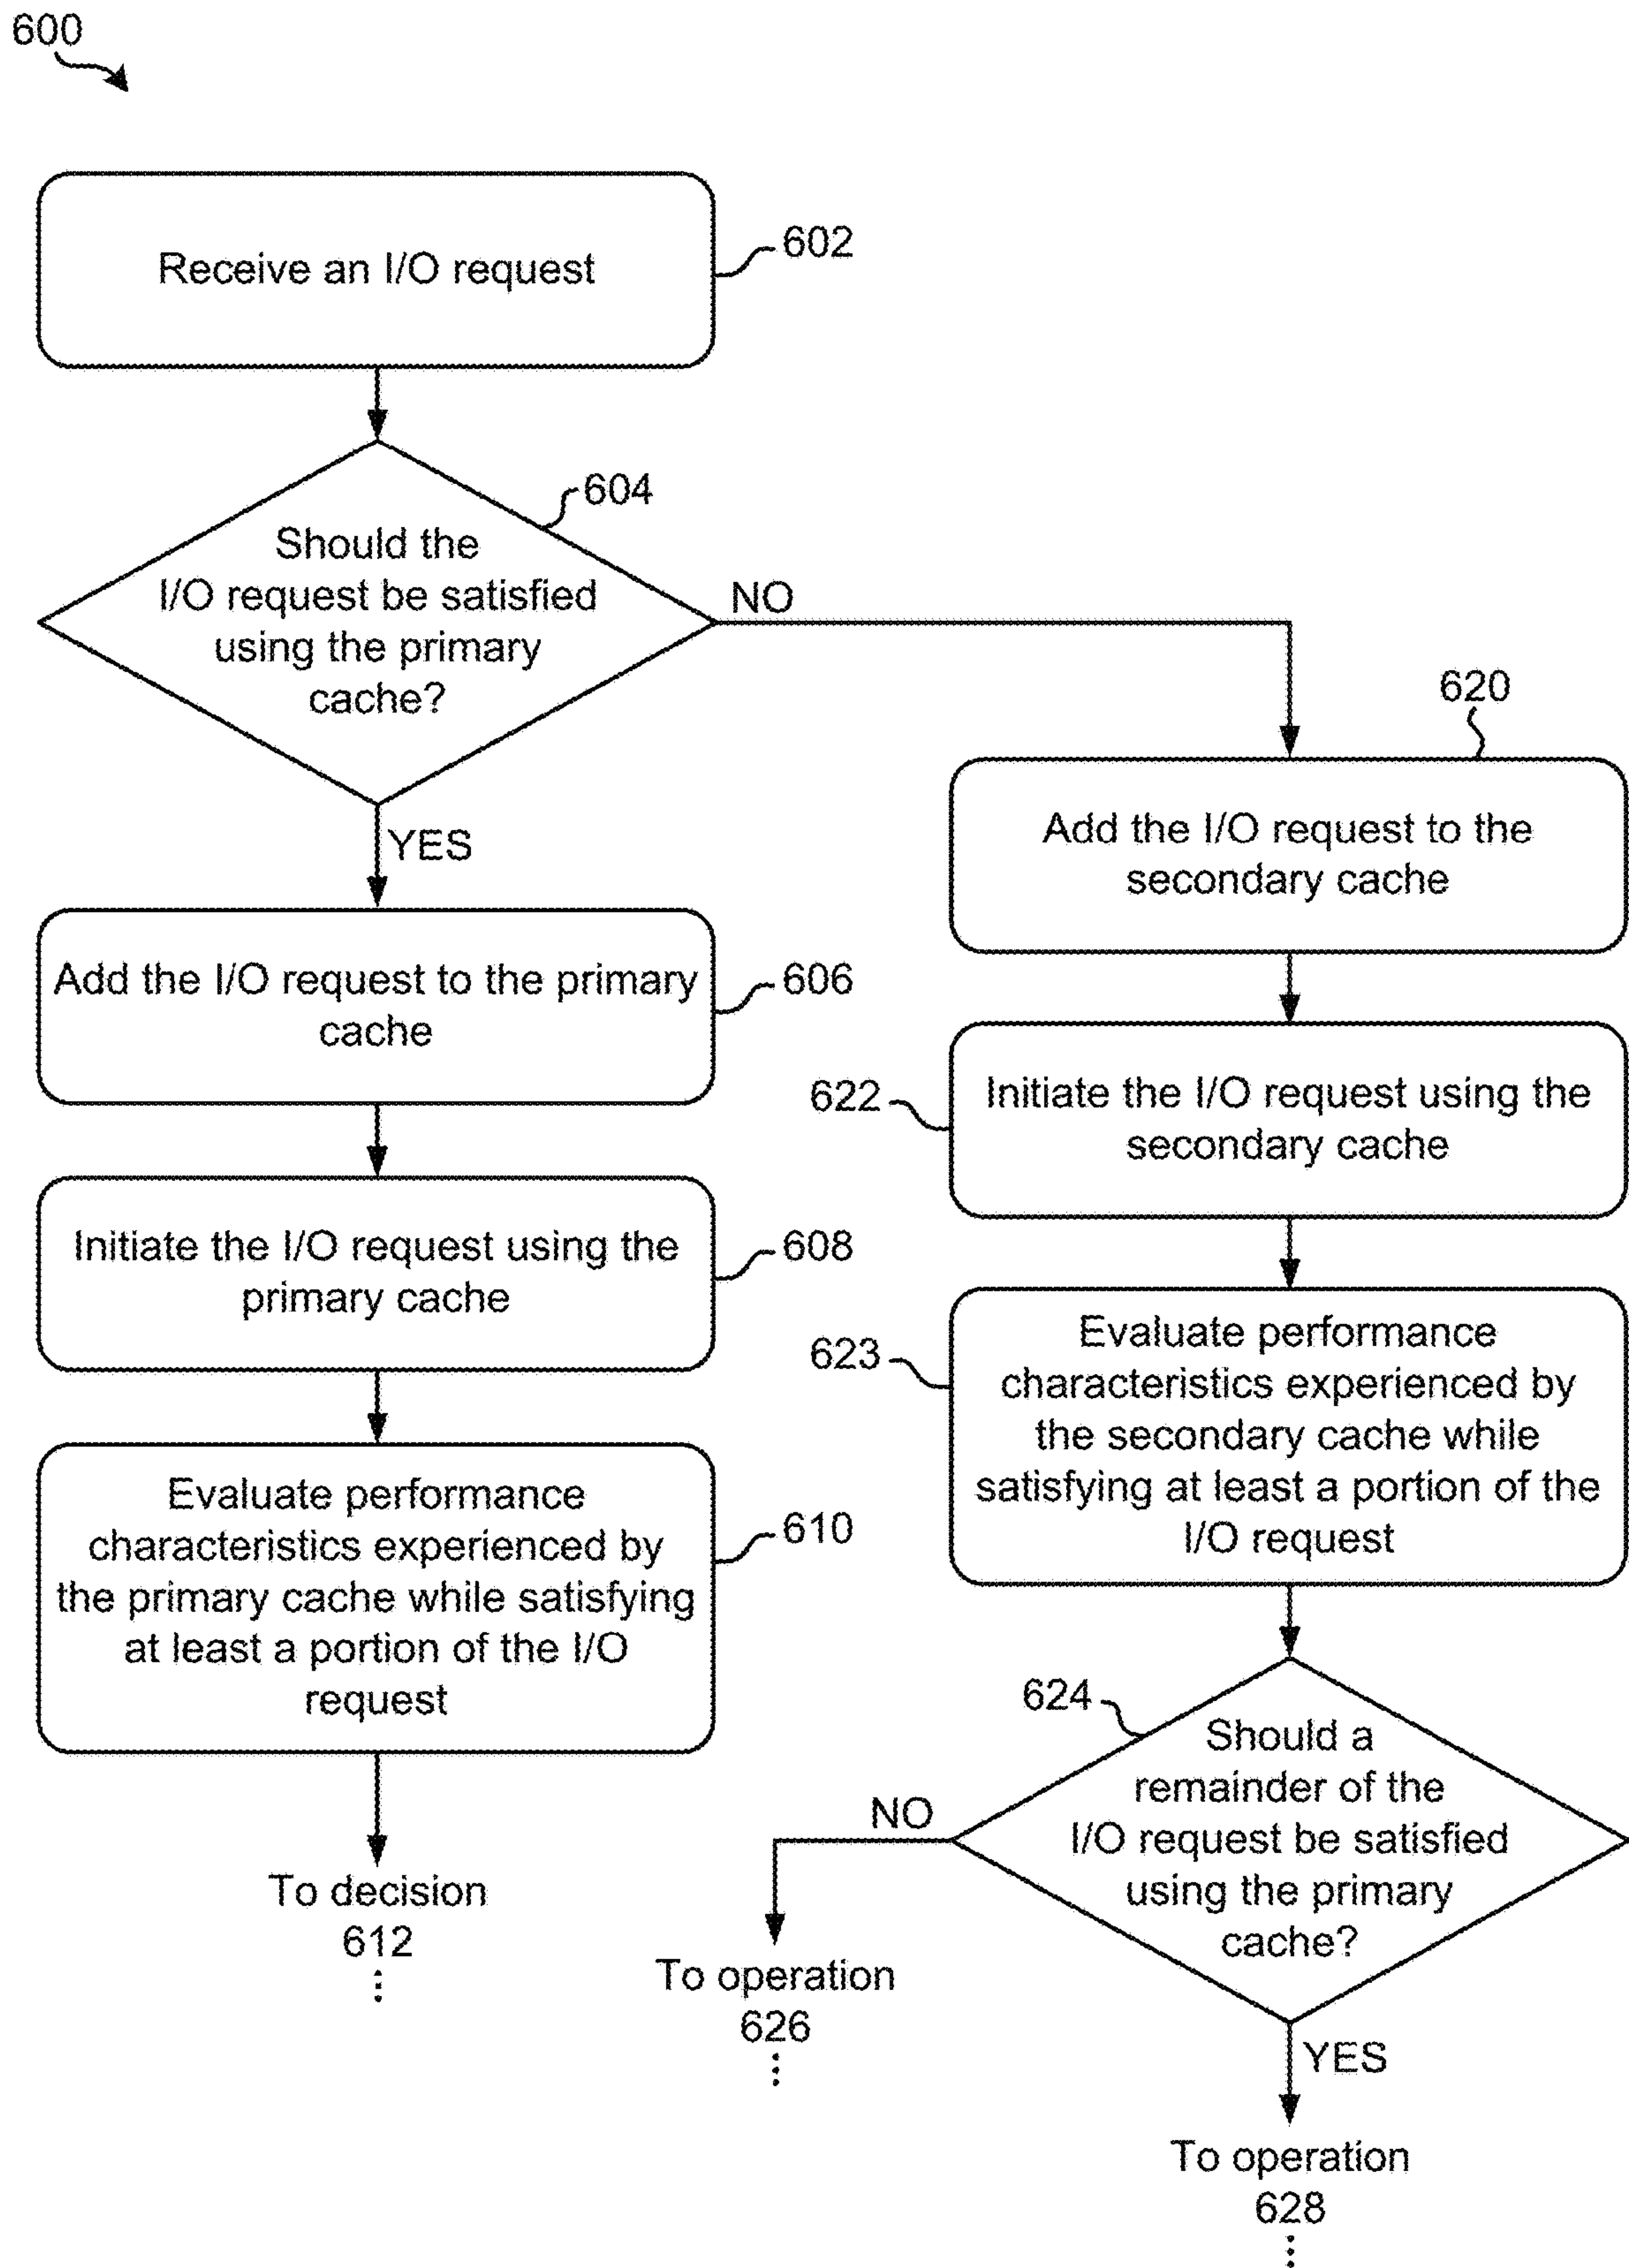 600
Receive an I/O request
602
604
Should the
I/O request be satisfied
using the primary
cache?
NO
YES
Add the I/O request to the primary
cache
606
Initiate the I/O request using the
primary cache
608
Evaluate performance
characteristics experienced by
the primary cache while satisfying
at least a portion of the I/O
request
610
To decision
612
⋮
620
Add the I/O request to the
secondary cache
622
Initiate the I/O request using the
secondary cache
623
Evaluate performance
characteristics experienced by
the secondary cache while
satisfying at least a portion of the
I/O request
624
Should a
remainder of the
I/O request be satisfied
using the primary
cache?
NO
To operation
626
⋮
YES
To operation
628
⋮